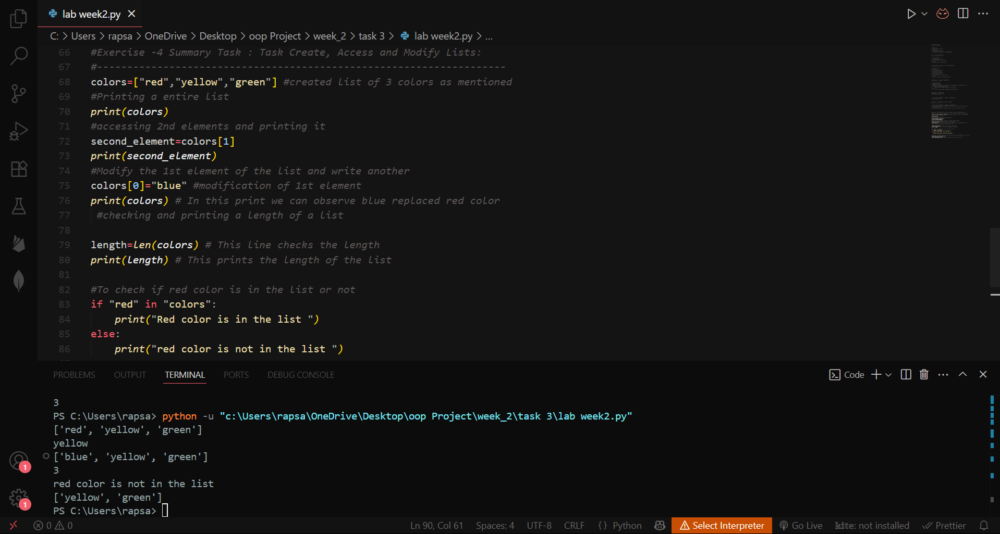 lab week2.py
C: > Users > rapsa > OneDrive > Desktop > oop Project > week_2 > task 3 > lab week2.py > ...
66 #Exercise -4 Summary Task : Task Create, Access and Modify Lists:
67 #--------------------------------------------------------------------
68 colors=["red","yellow","green"] #created list of 3 colors as mentioned
69 #Printing a entire list
70 print(colors)
71 #accessing 2nd elements and printing it
72 second_element=colors[1]
73 print(second_element)
74 #Modify the 1st element of the list and write another
75 colors[0]="blue" #modification of 1st element
76 print(colors) # In this print we can observe blue replaced red color
77  #checking and printing a length of a list
78
79 length=len(colors) # This line checks the length
80 print(length) # This prints the length of the list
81
82 #To check if red color is in the list or not
83 if "red" in "colors":
84     print("Red color is in the list ")
85 else:
86     print("red color is not in the list ")
PROBLEMS OUTPUT TERMINAL PORTS DEBUG CONSOLE Code
3
PS C:\Users\rapsa> python -u "c:\Users\rapsa\OneDrive\Desktop\oop Project\week_2\task 3\lab week2.py"
['red', 'yellow', 'green']
yellow
['blue', 'yellow', 'green']
3
red color is not in the list
['yellow', 'green']
PS C:\Users\rapsa>
1
1
0 0 Ln 90, Col 61 Spaces: 4 UTF-8 CRLF {} Python Select Interpreter Go Live kite: not installed Prettier